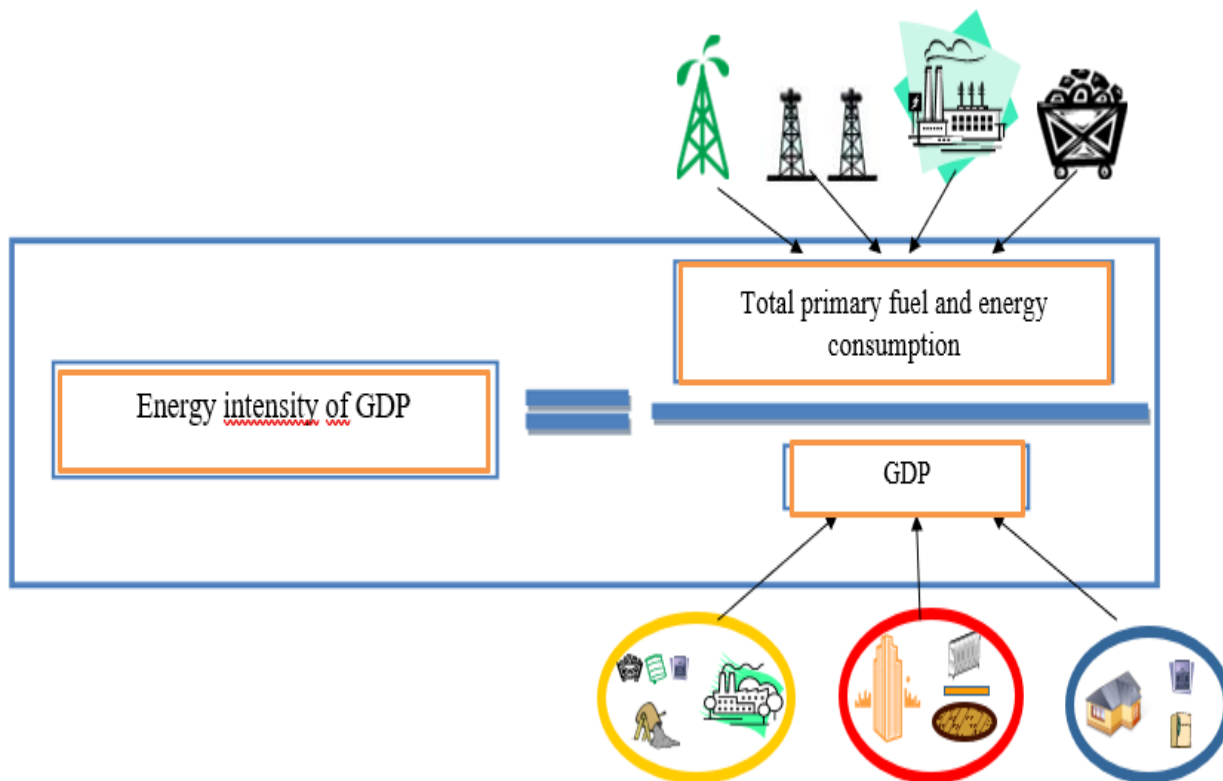 Total primary fuel and energy
consumption
Energy intensity of GDP
GDP